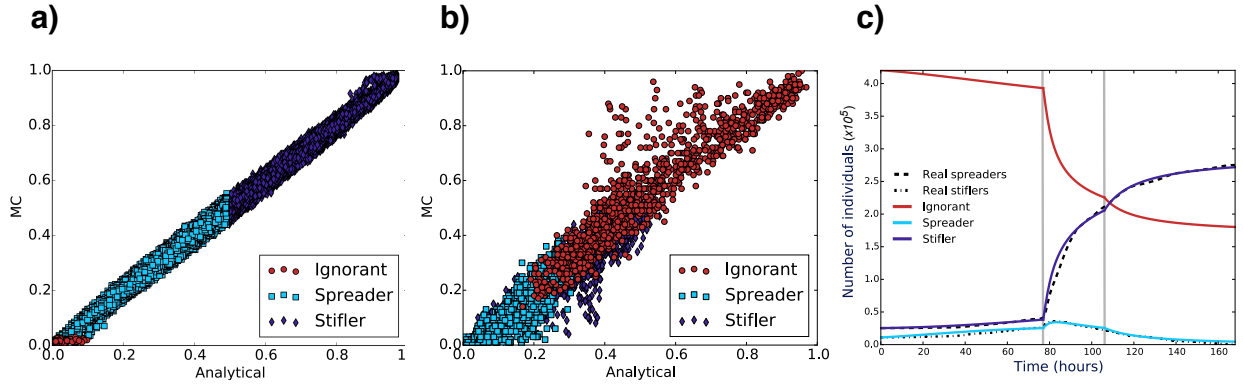 a)
1.0
0.8
0.6
0.4
0.2
0.0
MC
0.0
0.2
0.4
0.6
0.8
1
Analytical
Ignorant
Spreader
Stifler
b)
1.0
0.8
0.6
0.4
0.2
0.0
MC
0.0
0.2
0.4
0.6
0.8
1.0
Analytical
Ignorant
Spreader
Stifler
c)
4,0
3.5
3.0
2.5
2.0
1.5
1.0
0.5
0.0
Number of individuals (x10⁵)
0
20
40
60
80
100
120
140
160
Time (hours)
Real spreaders
Real stiflers
Ignorant
Spreader
Stifler